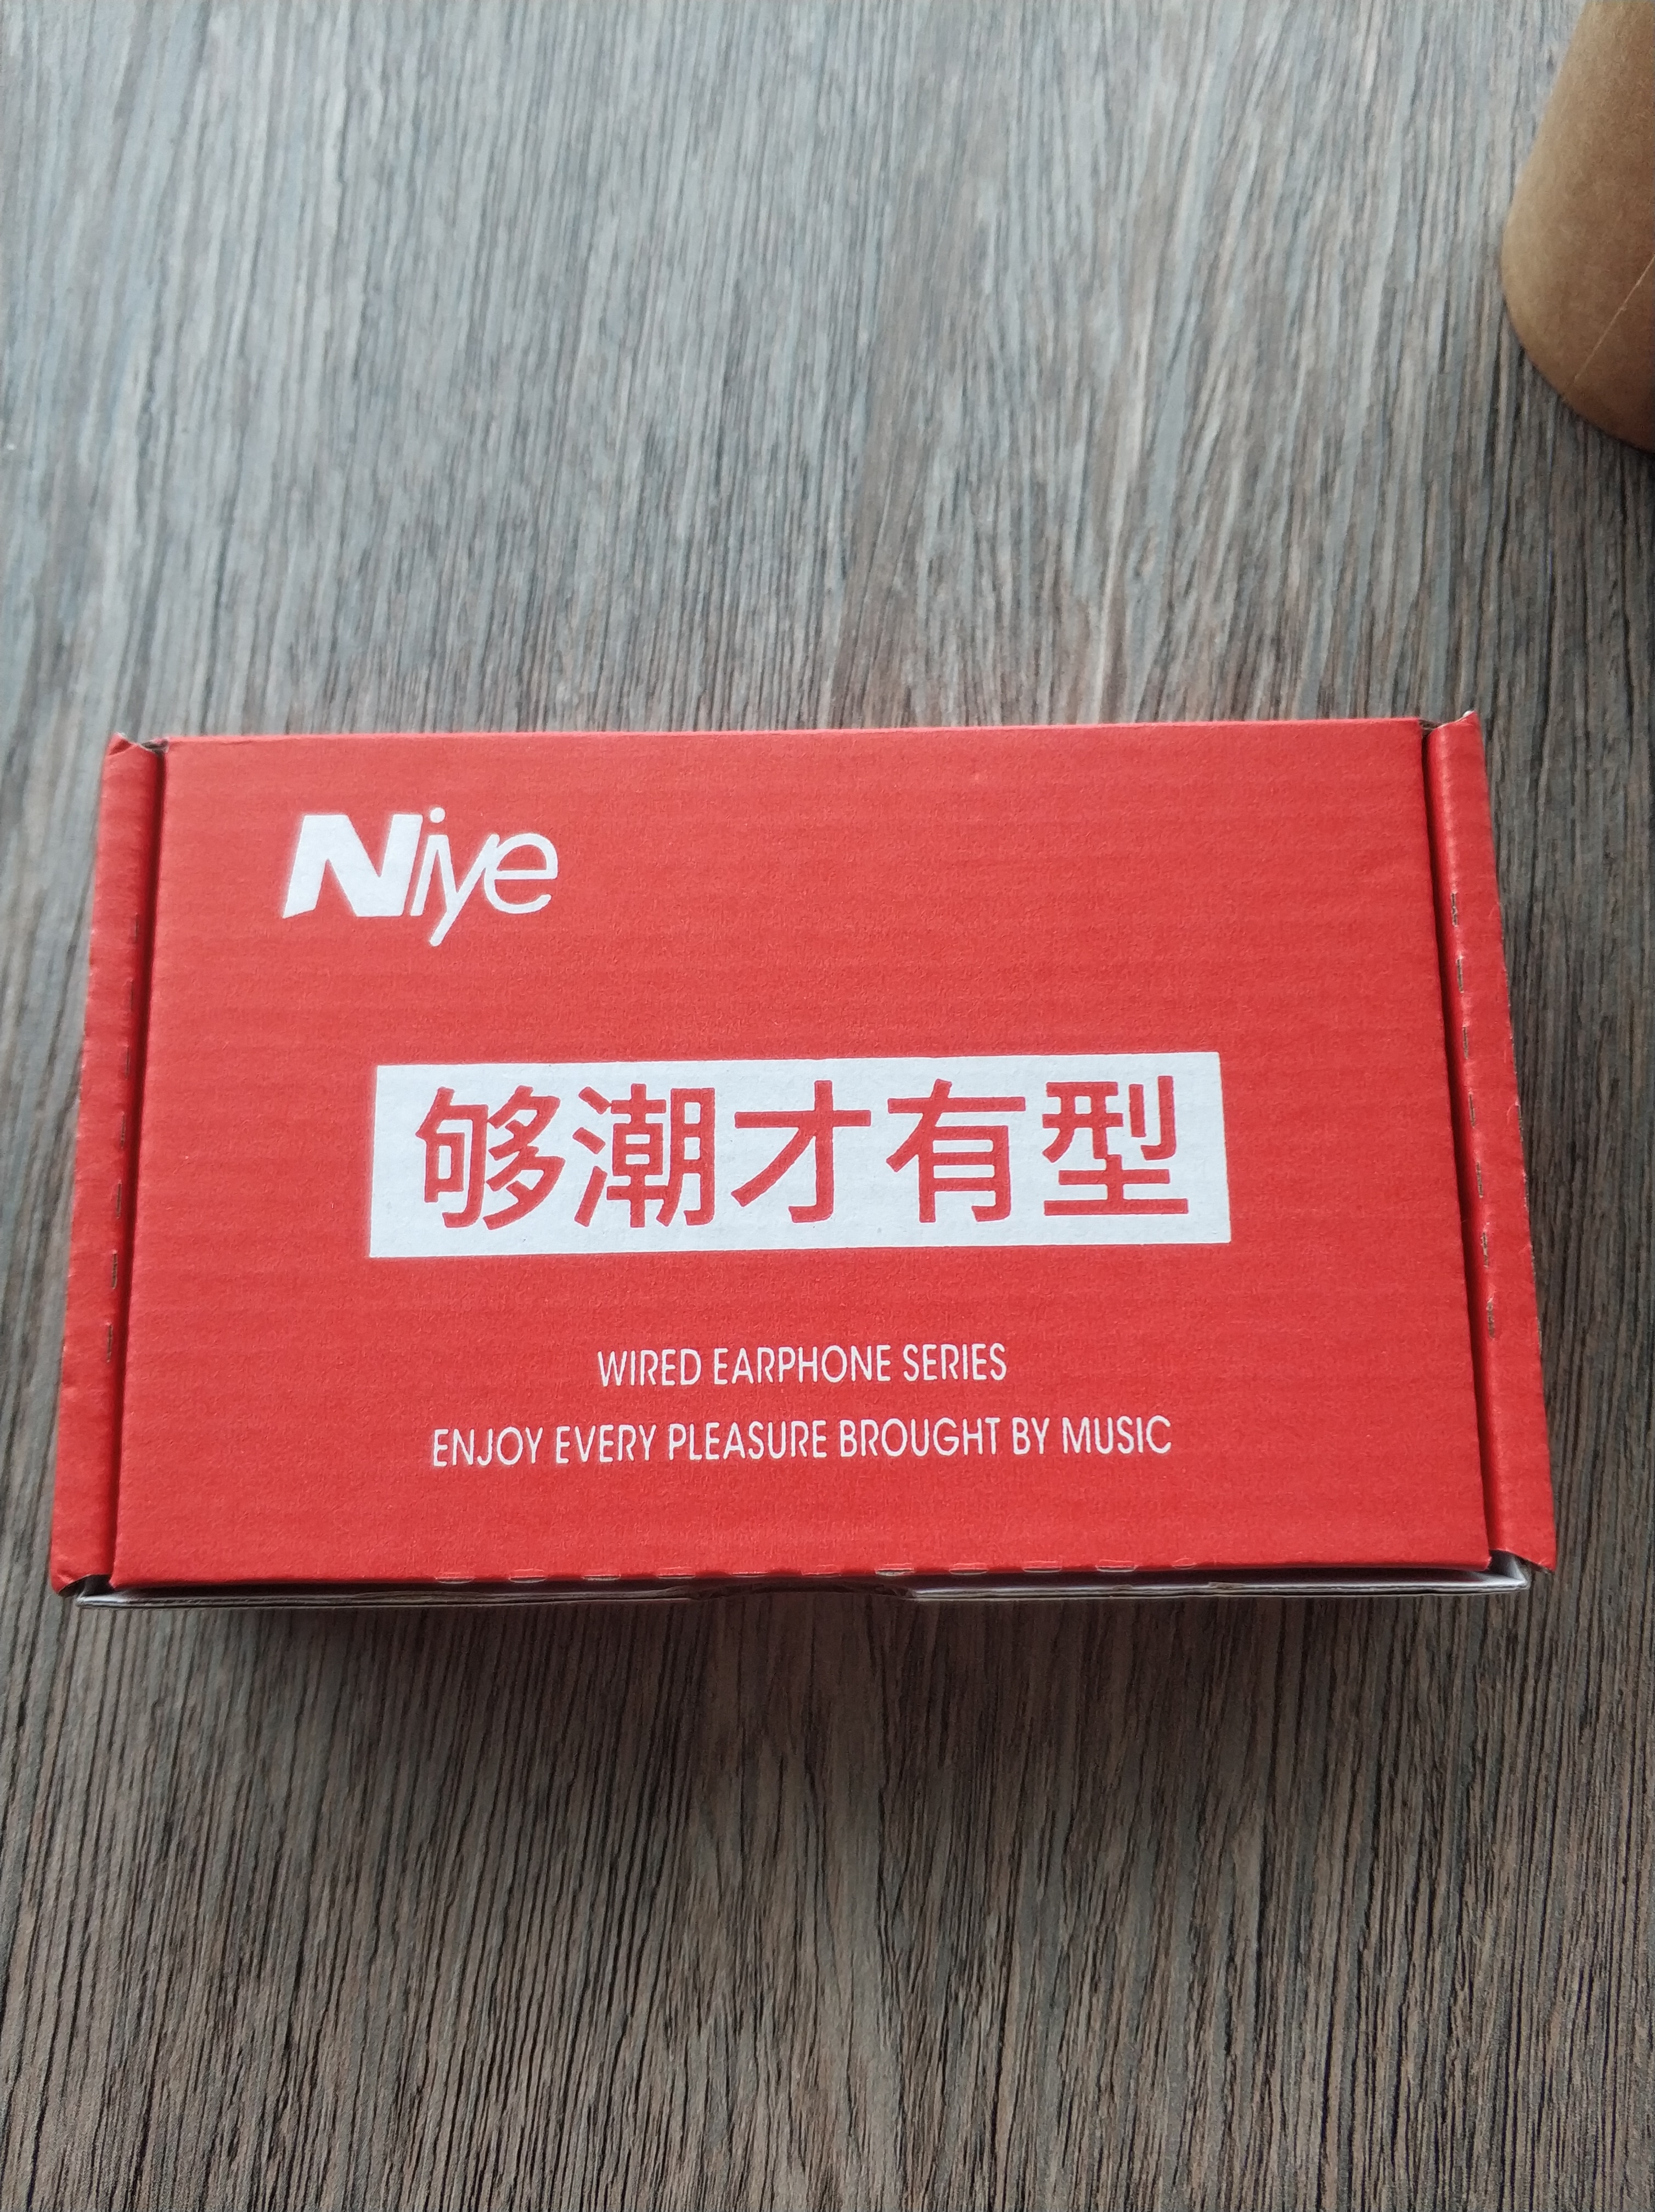 Niye
够潮才有型
WIRED EARPHONE SERIES
ENJOY EVERY PLEASURE BROUGHT BY MUSIC